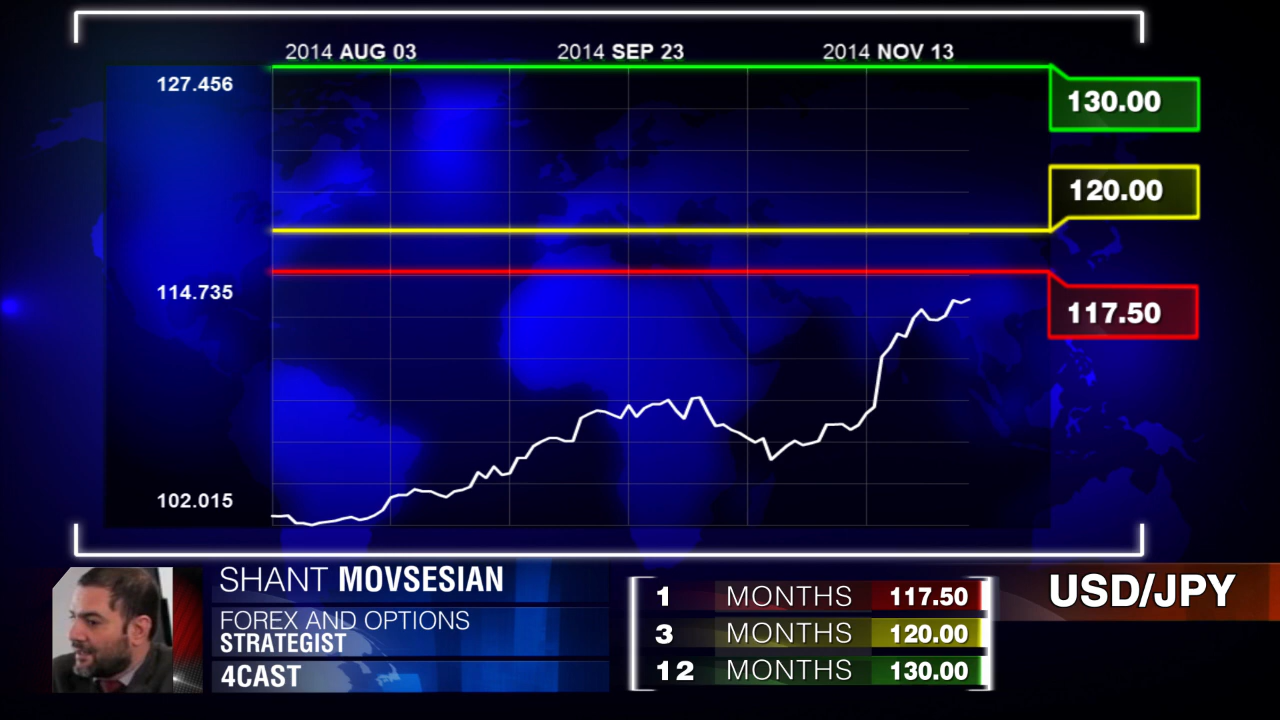 2014 AUG 03
2014 SEP 23
2014 NOV 13
127.456
130.00
120.00
114.735
117.50
102.015
SHANT MOVSESIAN
FOREX AND OPTIONS
STRATEGIST
4CAST
1 MONTHS 117.50
3 MONTHS 120.00
12 MONTHS 130.00
USD/JPY